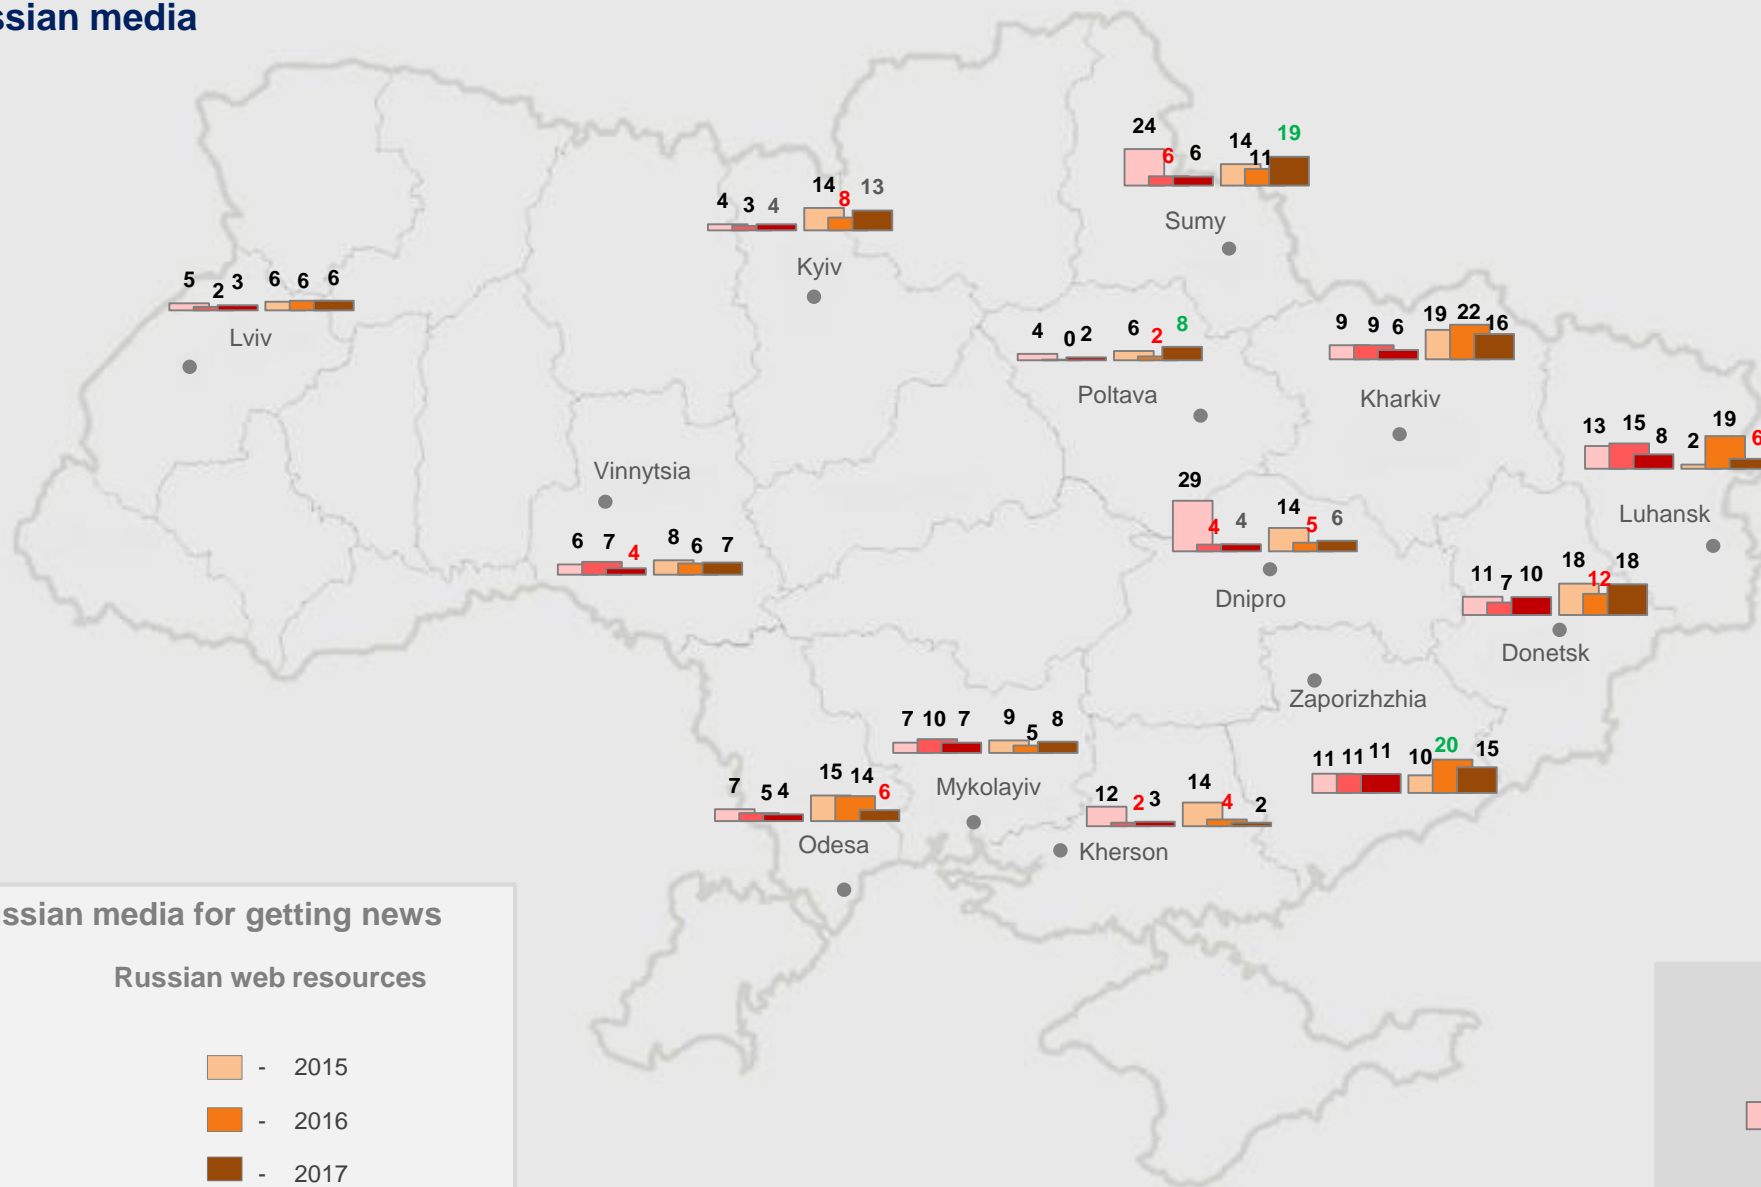 ssian media
24 6 6 14 11 19
Sumy
4 3 4 14 8 13
Kyiv
5 2 3 6 6 6
Lviv
4 0 2 6 2 8
Poltava
9 9 6 19 22 16
Kharkiv
13 15 8 2 19 6
Luhansk
Vinnytsia
6 7 4 8 6 7
29 4 4 14 5 6
Dnipro
11 7 10 18 12 18
Donetsk
Zaporizhzhia
11 11 11 10 20 15
7 10 7 9 5 8
Mykolayiv
7 5 4 15 14 6
Odesa
12 2 3 14 4 2
Kherson
ssian media for getting news
Russian web resources
- 2015
- 2016
- 2017